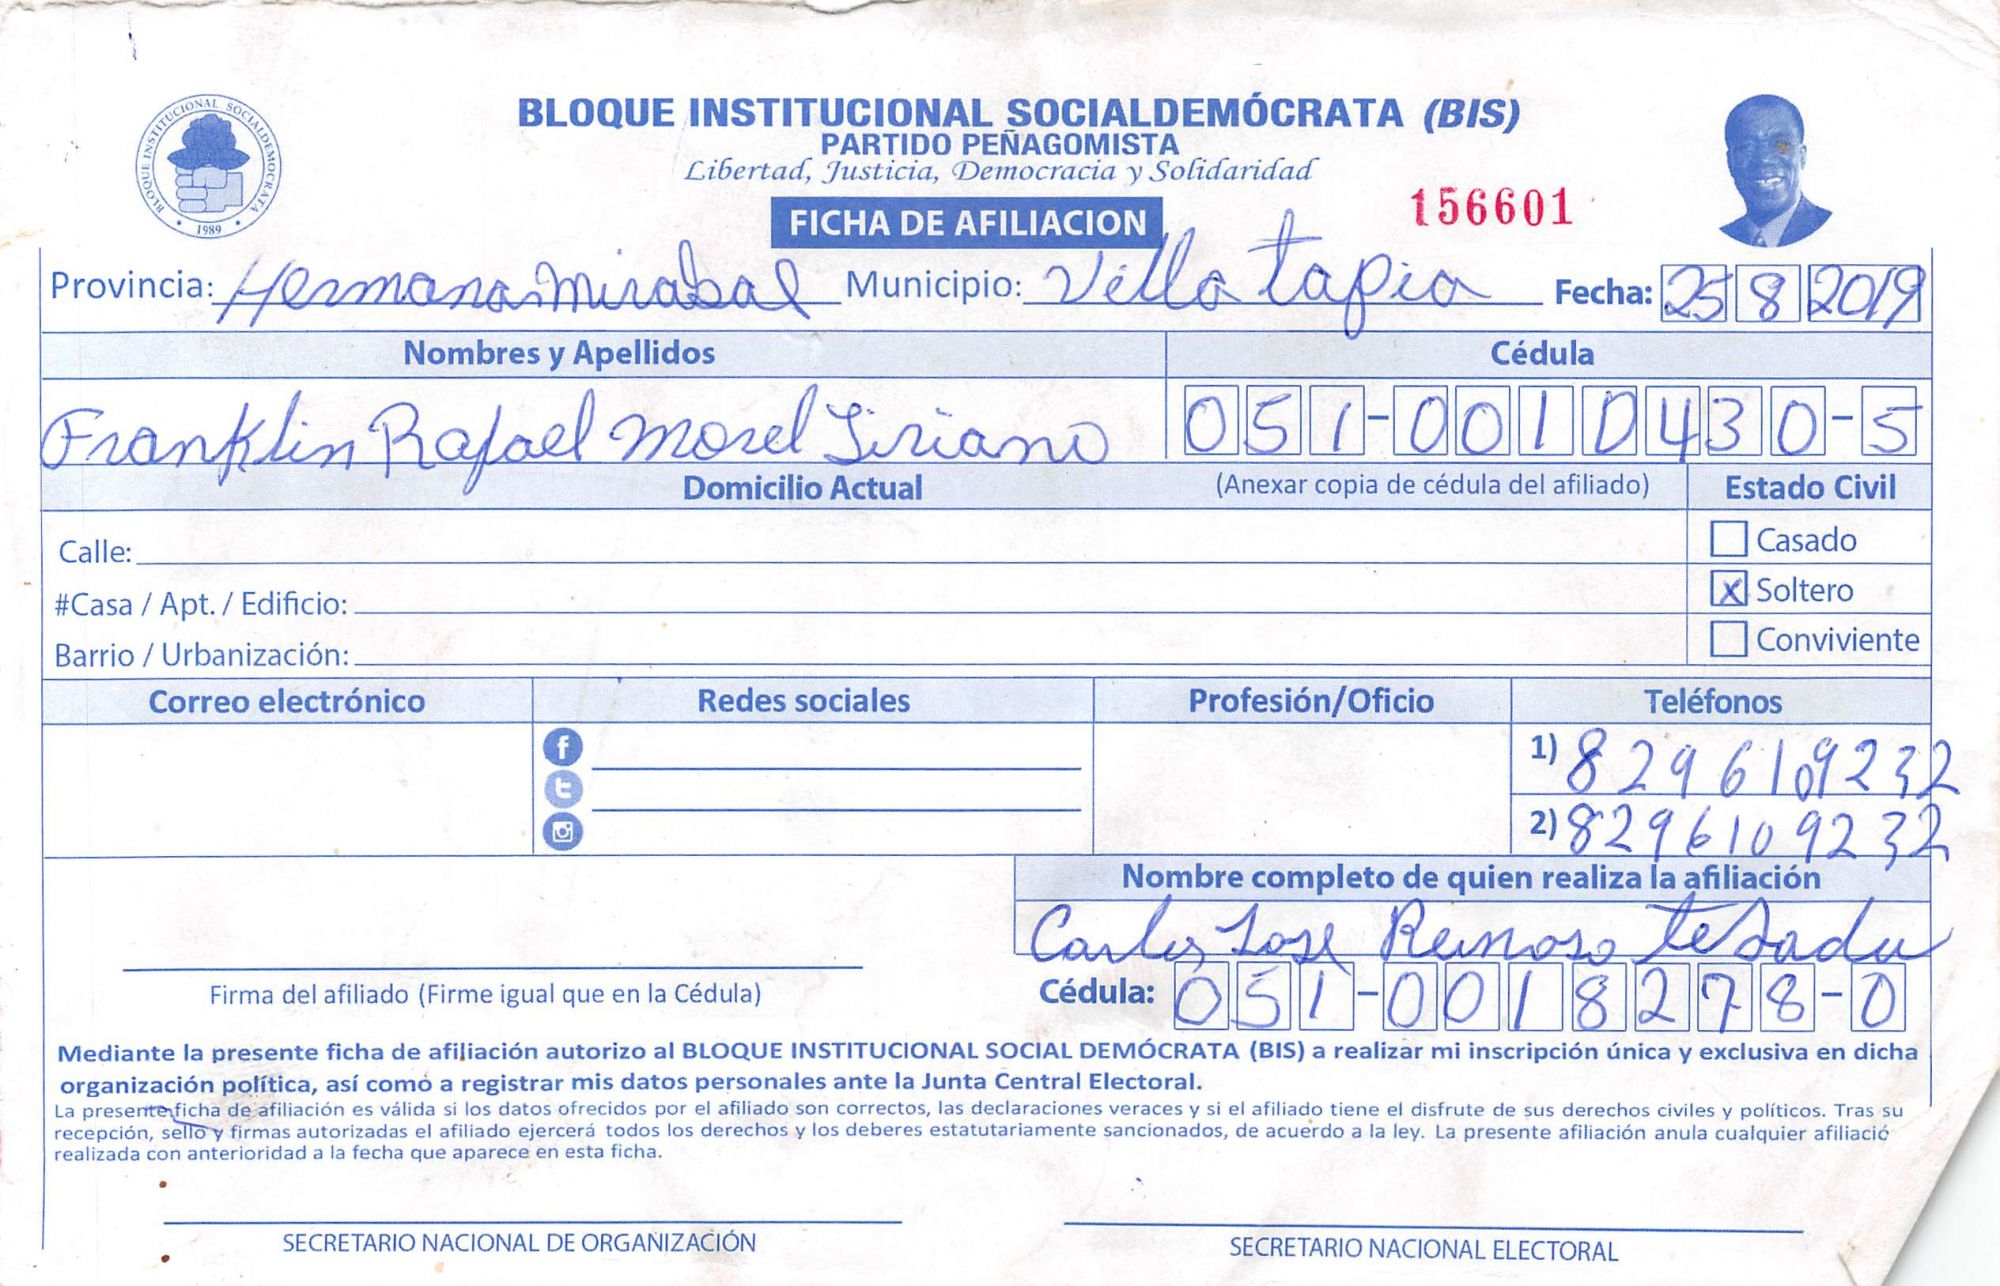 BLOQUE INSTITUCIONAL SOCIALDEMÓCRATA (BIS)
PARTIDO PEÑAGOMISTA
Libertad, Justicia, Democracia y Solidaridad
FICHA DE AFILIACION
156601
BLOQUE INSTITUCIONAL SOCIALDEMOCRATA
1989
Provincia: Hermanas Mirabal Municipio: Villa tapia Fecha: 25 8 2019
Nombres y Apellidos Cédula
Franklin Rafael Morel Liriano 051-0010430-5
Domicilio Actual (Anexar copia de cédula del afiliado) Estado Civil
Calle: Casado
#Casa / Apt. / Edificio: X Soltero
Barrio / Urbanización: Conviviente
Correo electrónico Redes sociales Profesión/Oficio Teléfonos
1) 8296109232
2) 8296109232
Nombre completo de quien realiza la afiliación
Carlos Jose Reinoso teJada
Firma del afiliado (Firme igual que en la Cédula) Cédula: 051-0018278-0
Mediante la presente ficha de afiliación autorizo al BLOQUE INSTITUCIONAL SOCIAL DEMÓCRATA (BIS) a realizar mi inscripción única y exclusiva en dicha
organización política, así como a registrar mis datos personales ante la Junta Central Electoral.
La presente ficha de afiliación es válida si los datos ofrecidos por el afiliado son correctos, las declaraciones veraces y si el afiliado tiene el disfrute de sus derechos civiles y políticos. Tras su
recepción, sello y firmas autorizadas el afiliado ejercerá todos los derechos y los deberes estatutariamente sancionados, de acuerdo a la ley. La presente afiliación anula cualquier afiliació
realizada con anterioridad a la fecha que aparece en esta ficha.
SECRETARIO NACIONAL DE ORGANIZACIÓN SECRETARIO NACIONAL ELECTORAL